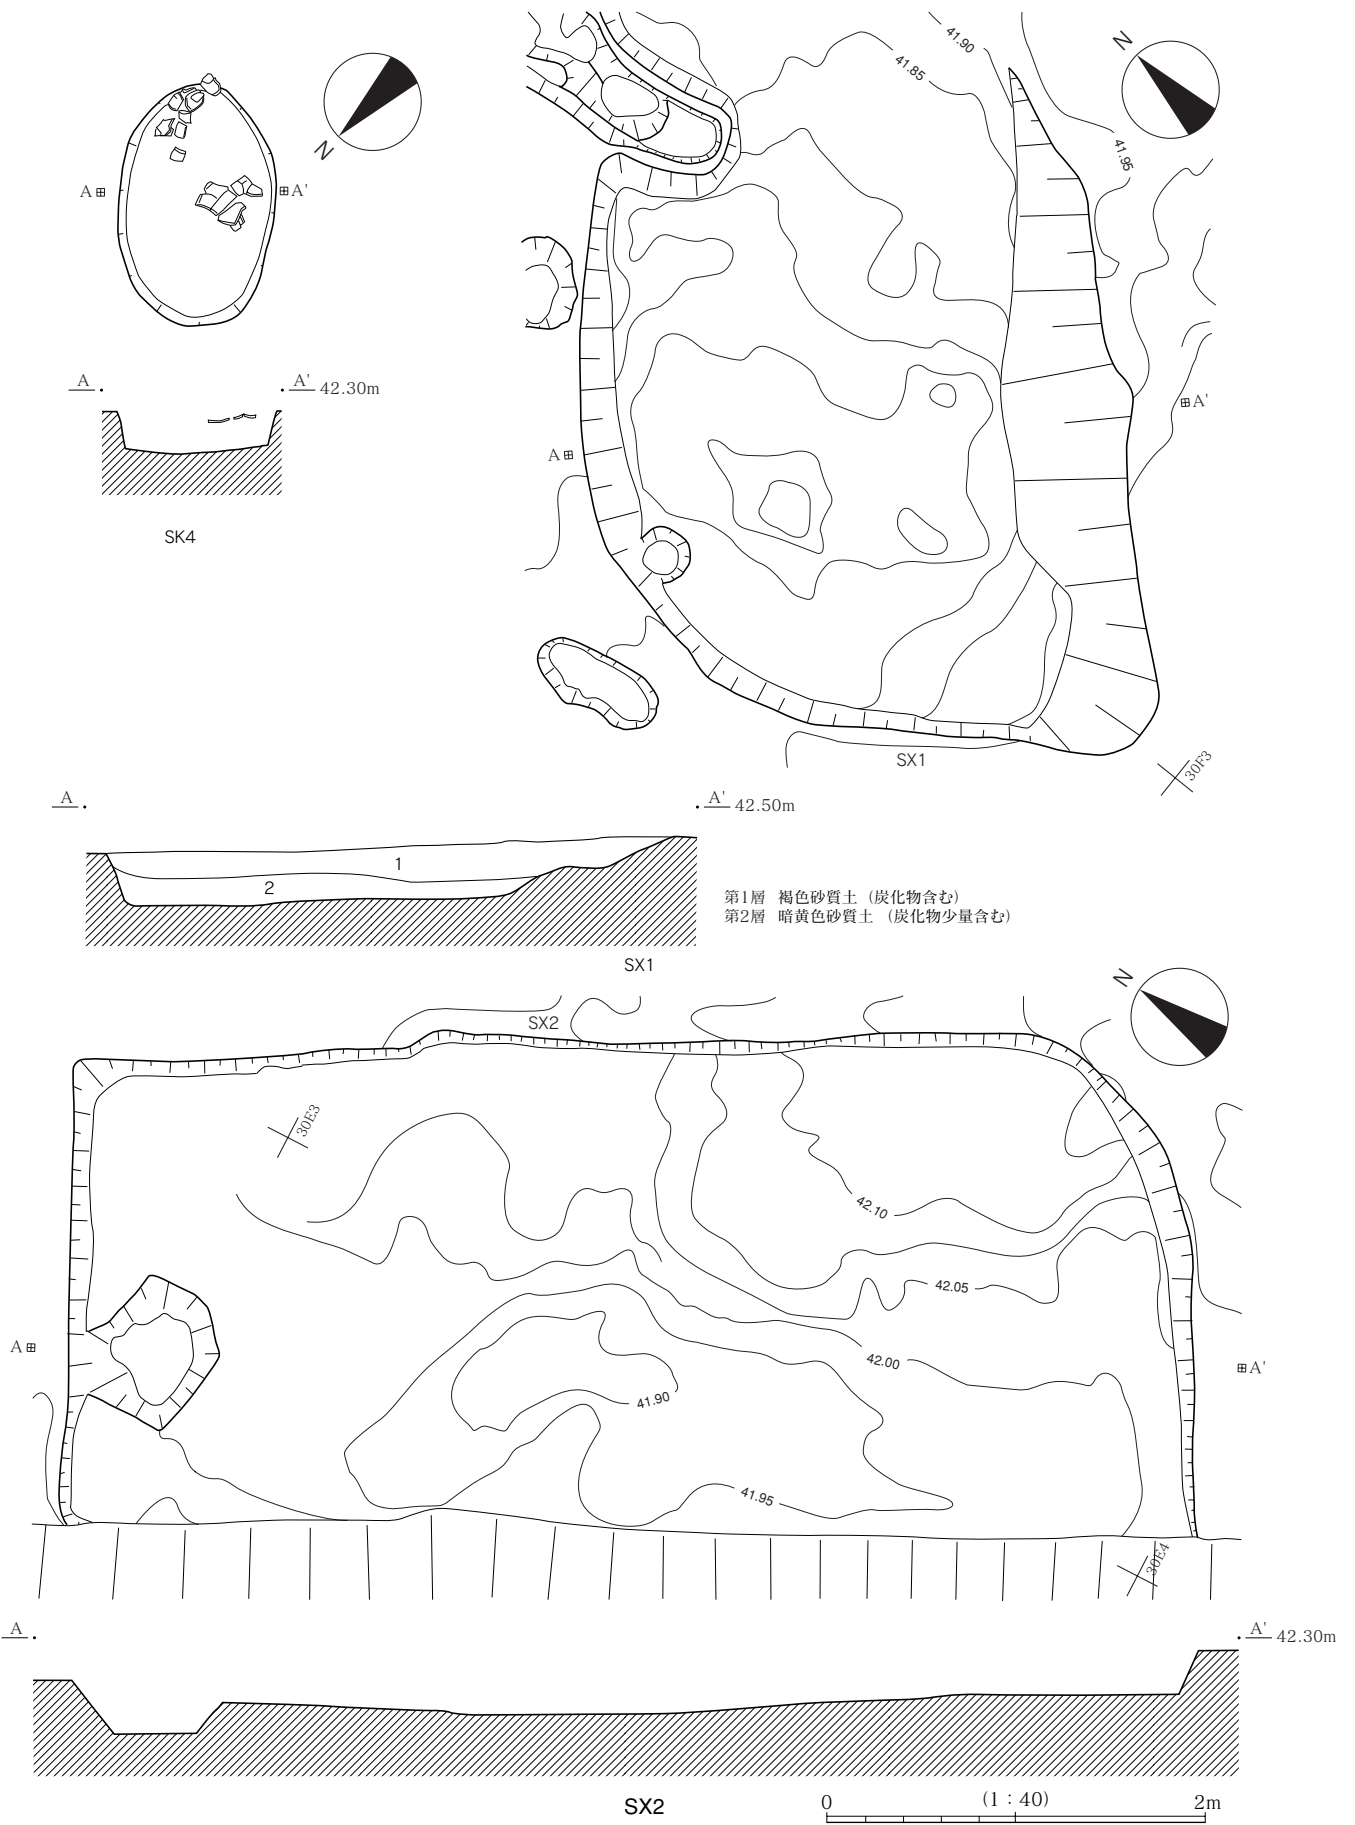 N
A
A'
A
A' 42.30m
SK4
41.90
41.85
41.95
N
A
A'
SX1
30F3
A
A' 42.50m
1
2
第1層 褐色砂質土 (炭化物含む)
第2層 暗黄色砂質土 (炭化物少量含む)
SX1
N
SX2
30E3
42.10
42.05
42.00
41.90
41.95
A
A'
30E4
A
A' 42.30m
SX2
0 (1:40) 2m